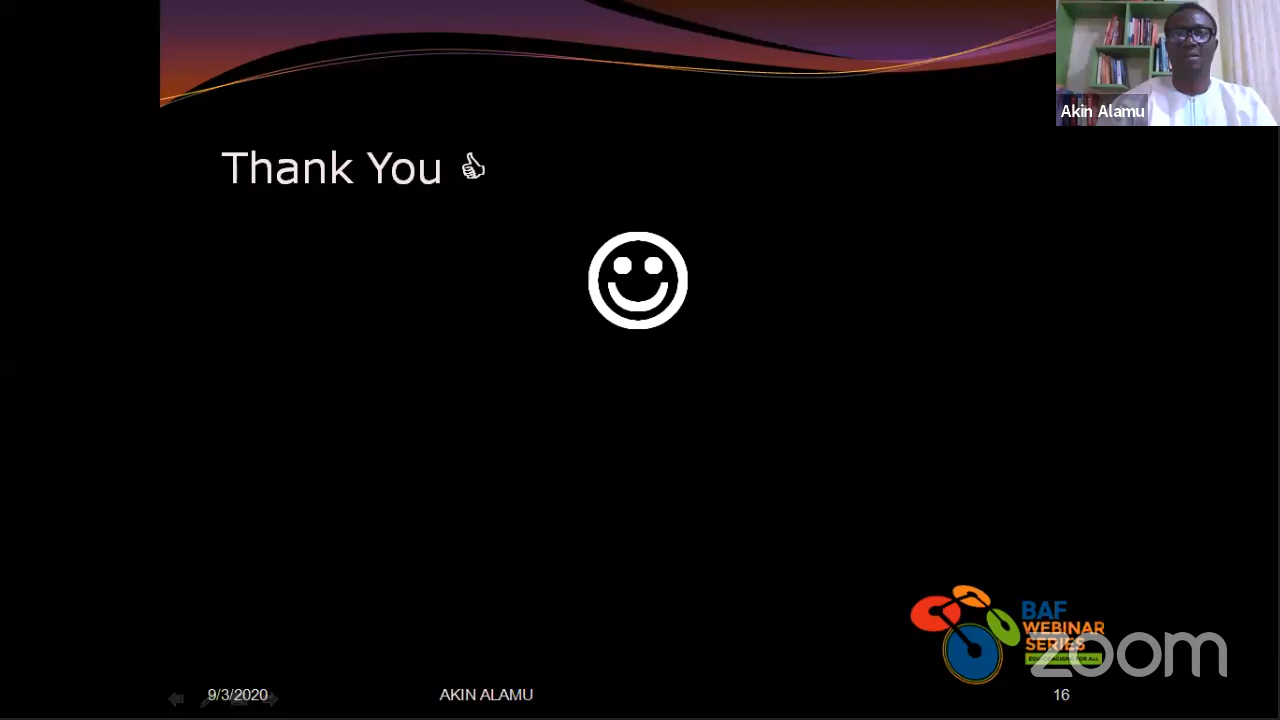 Akin Alamu
Thank You
BAF
WEBINAR
SERIES
zoom
9/3/2020
AKIN ALAMU
16